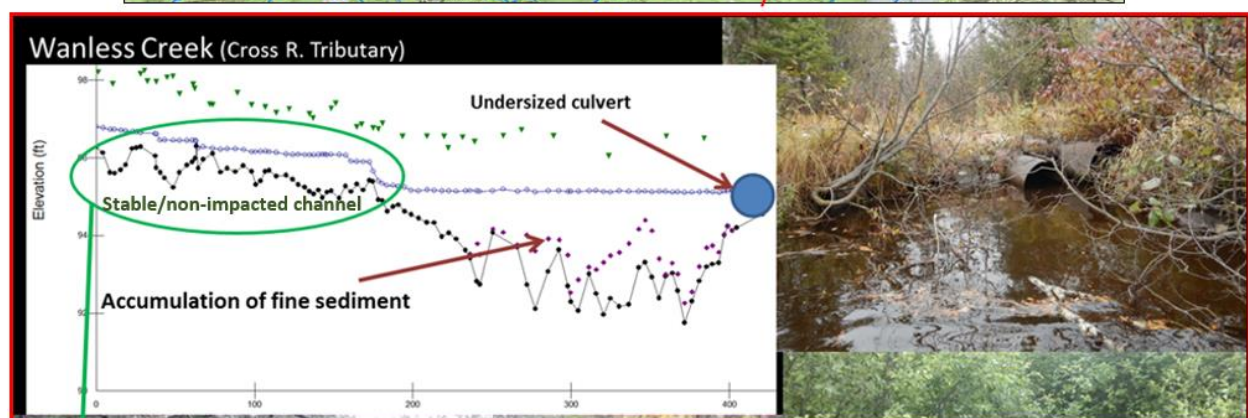 Wanless Creek (Cross R. Tributary)
98
Undersized culvert
96
Elevation (ft)
Stable/non-impacted channel
94
Accumulation of fine sediment
92
90
0
100
200
300
400